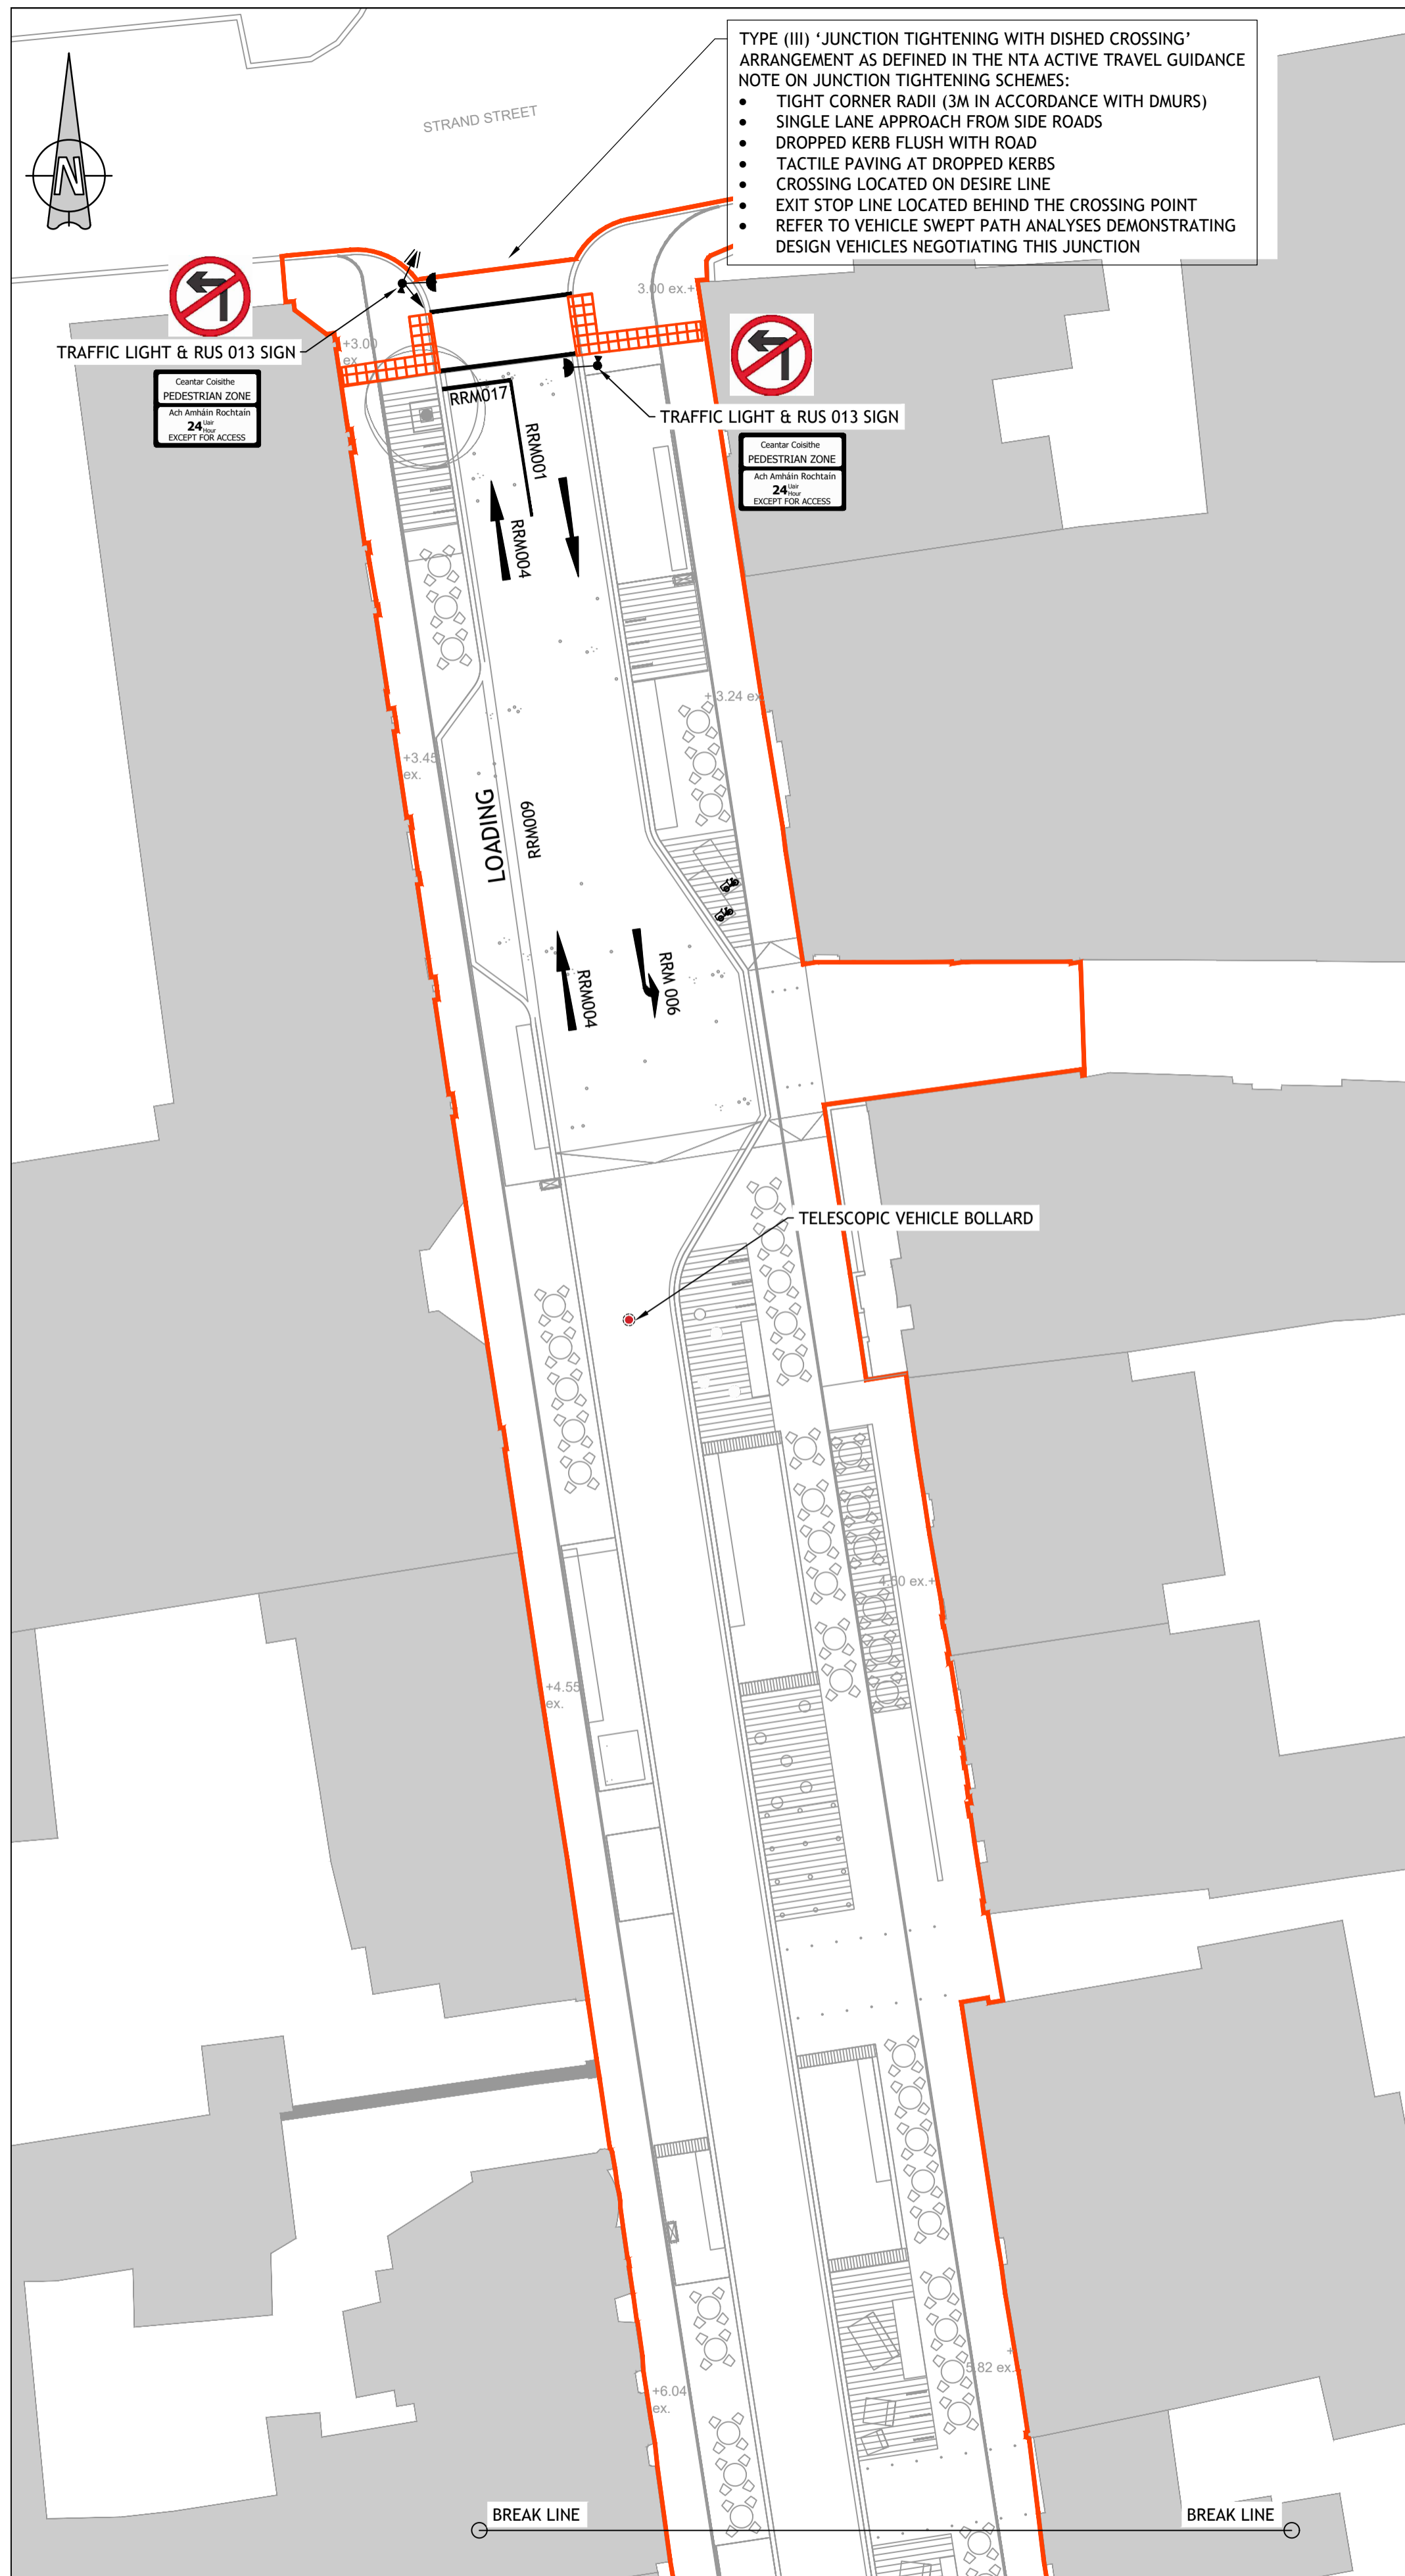 TYPE (III) ‘JUNCTION TIGHTENING WITH DISHED CROSSING’
ARRANGEMENT AS DEFINED IN THE NTA ACTIVE TRAVEL GUIDANCE
NOTE ON JUNCTION TIGHTENING SCHEMES:
• TIGHT CORNER RADII (3M IN ACCORDANCE WITH DMURS)
• SINGLE LANE APPROACH FROM SIDE ROADS
• DROPPED KERB FLUSH WITH ROAD
• TACTILE PAVING AT DROPPED KERBS
• CROSSING LOCATED ON DESIRE LINE
• EXIT STOP LINE LOCATED BEHIND THE CROSSING POINT
• REFER TO VEHICLE SWEPT PATH ANALYSES DEMONSTRATING
DESIGN VEHICLES NEGOTIATING THIS JUNCTION
STRAND STREET
N
3.00 ex.+
+3.00
ex.
TRAFFIC LIGHT & RUS 013 SIGN
Ceantar Coisithe
PEDESTRIAN ZONE
Ach Amháin Rochtain
24 Uair
Hour
EXCEPT FOR ACCESS
TRAFFIC LIGHT & RUS 013 SIGN
Ceantar Coisithe
PEDESTRIAN ZONE
Ach Amháin Rochtain
24 Uair
Hour
EXCEPT FOR ACCESS
RRM017
RRM001
RRM004
+ 3.24 ex
+3.45
ex.
LOADING
RRM009
RRM004
RRM 006
TELESCOPIC VEHICLE BOLLARD
4.60 ex.+
+4.55
ex.
+
5.82 ex.
+6.04
ex.
BREAK LINE
BREAK LINE